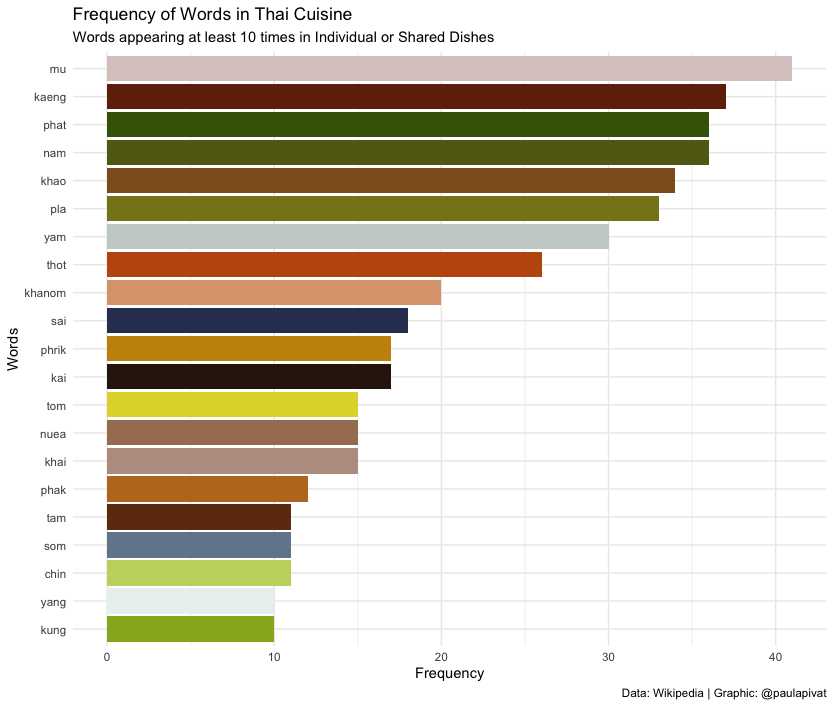 Frequency of Words in Thai Cuisine
Words appearing at least 10 times in Individual or Shared Dishes
Words
mu
kaeng
phat
nam
khao
pla
yam
thot
khanom
sai
phrik
kai
tom
nuea
khai
phak
tam
som
chin
yang
kung
0 10 20 30 40
Frequency
Data: Wikipedia | Graphic: @paulapivat